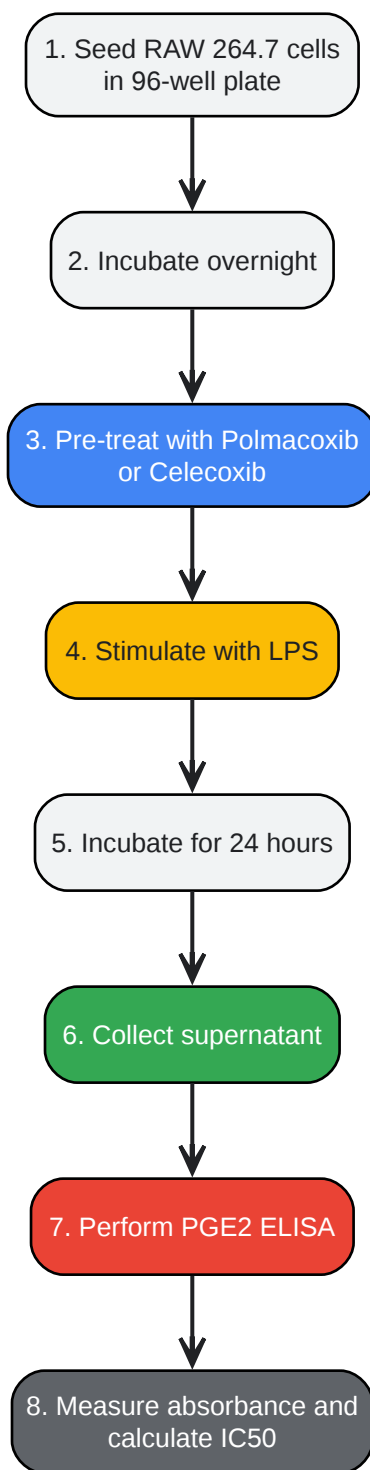 1. Seed RAW 264.7 cells
in 96-well plate
2. Incubate overnight
3. Pre-treat with Polmacoxib
or Celecoxib
4. Stimulate with LPS
5. Incubate for 24 hours
6. Collect supernatant
7. Perform PGE2 ELISA
8. Measure absorbance and
calculate IC50